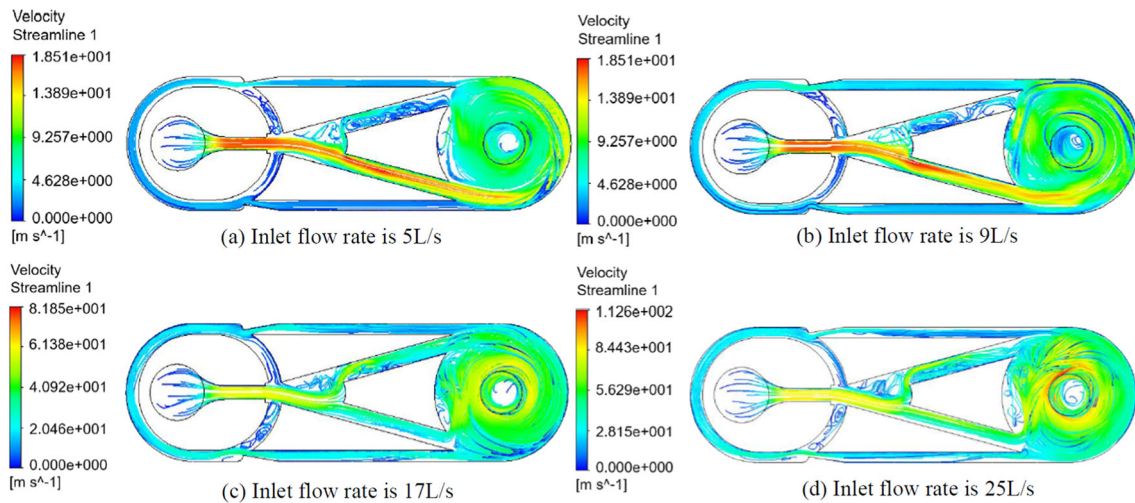 Velocity
Streamline 1
1.851e+001
1.389e+001
9.257e+000
4.628e+000
0.000e+000
[m s^-1]
(a) Inlet flow rate is 5L/s
Velocity
Streamline 1
1.851e+001
1.389e+001
9.257e+000
4.628e+000
0.000e+000
[m s^-1]
(b) Inlet flow rate is 9L/s
Velocity
Streamline 1
8.185e+001
6.138e+001
4.092e+001
2.046e+001
0.000e+000
[m s^-1]
(c) Inlet flow rate is 17L/s
Velocity
Streamline 1
1.126e+002
8.443e+001
5.629e+001
2.815e+001
0.000e+000
[m s^-1]
(d) Inlet flow rate is 25L/s